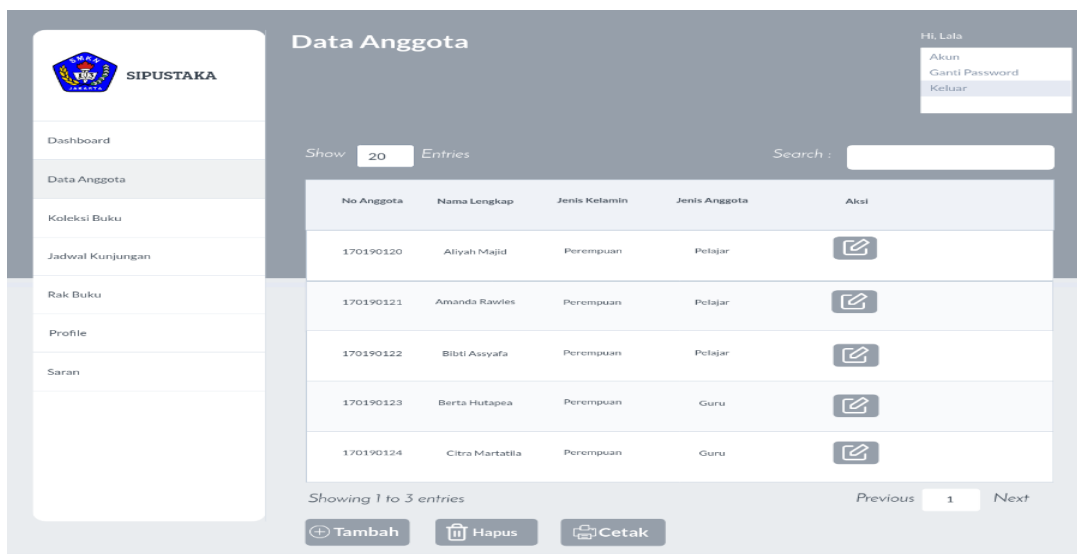 SMKN
JAKARTA
SIPUSTAKA
Dashboard
Data Anggota
Koleksi Buku
Jadwal Kunjungan
Rak Buku
Profile
Saran
Data Anggota
Hi, Lala
Akun
Ganti Password
Keluar
Show 20 Entries
Search :
No Anggota Nama Lengkap Jenis Kelamin Jenis Anggota Aksi
170190120 Aliyah Majid Perempuan Pelajar
170190121 Amanda Rawles Perempuan Pelajar
170190122 Bibti Assyafa Perempuan Pelajar
170190123 Berta Hutapea Perempuan Guru
170190124 Citra Martatila Perempuan Guru
Showing 1 to 3 entries
Previous 1 Next
Tambah
Hapus
Cetak